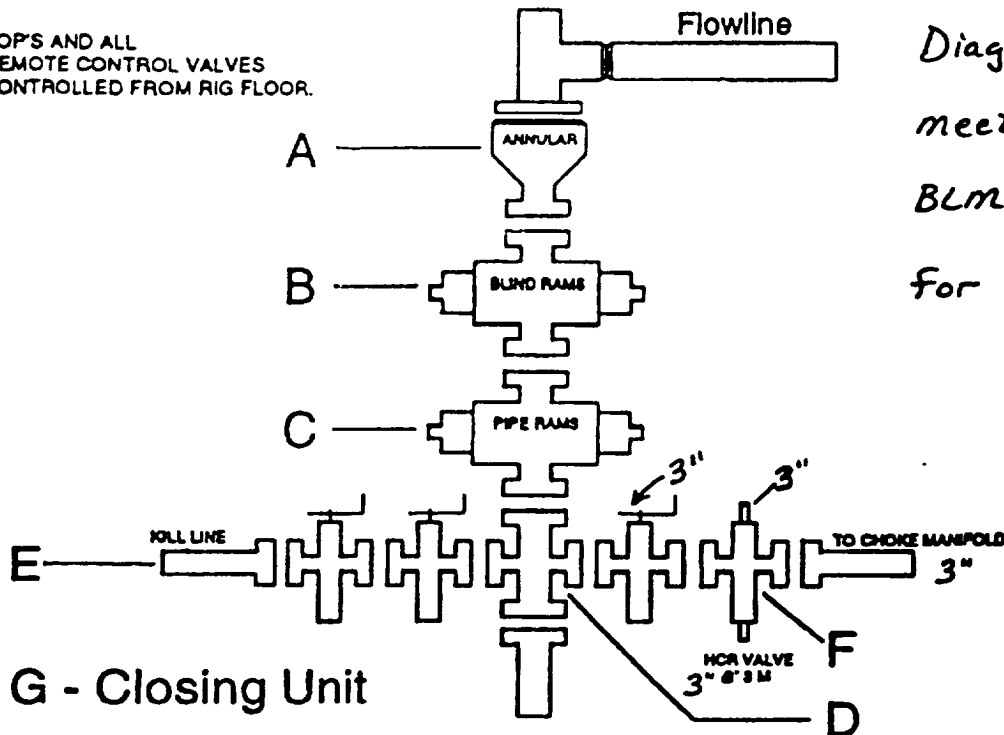 Flowline
OP'S AND ALL
EMOTE CONTROL VALVES
ONTROLLED FROM RIG FLOOR.
Diag
meet
BLM
for
A
ANNULAR
B
BLIND RAMS
C
PIPE RAMS
3"
3"
E
KILL LINE
TO CHOKE MANIFOLD
3"
F
HCR VALVE
3"
G - Closing Unit
D